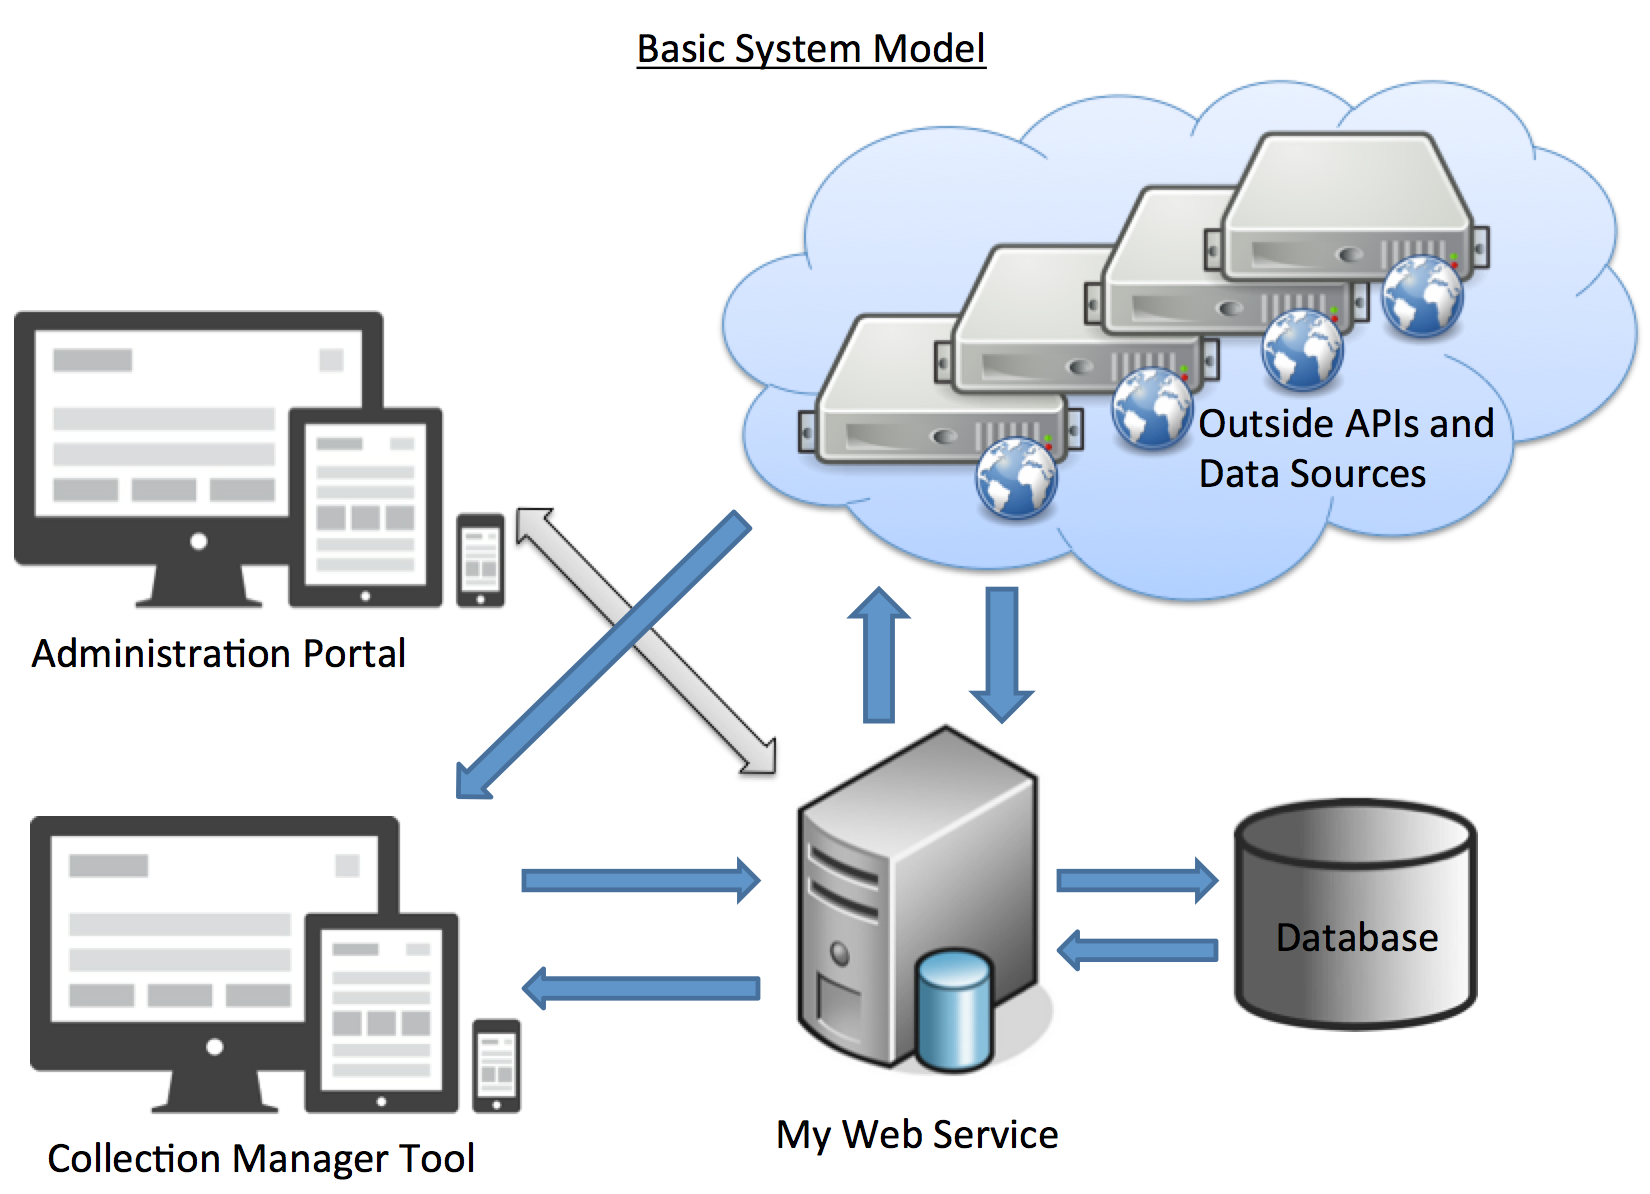 Basic System Model
Outside APIs and
Data Sources
Administration Portal
Database
My Web Service
Collection Manager Tool